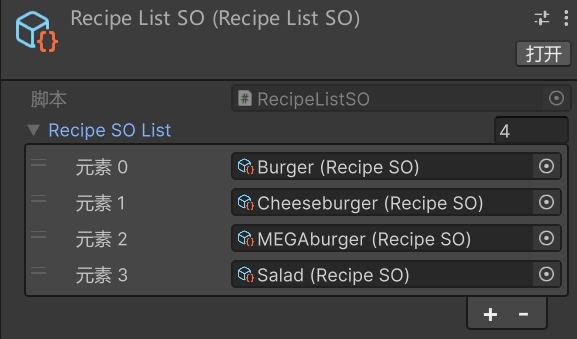 Recipe List SO (Recipe List SO)
打开
脚本 RecipeListSO
Recipe SO List 4
元素 0 Burger (Recipe SO)
元素 1 Cheeseburger (Recipe SO)
元素 2 MEGAburger (Recipe SO)
元素 3 Salad (Recipe SO)
+ -